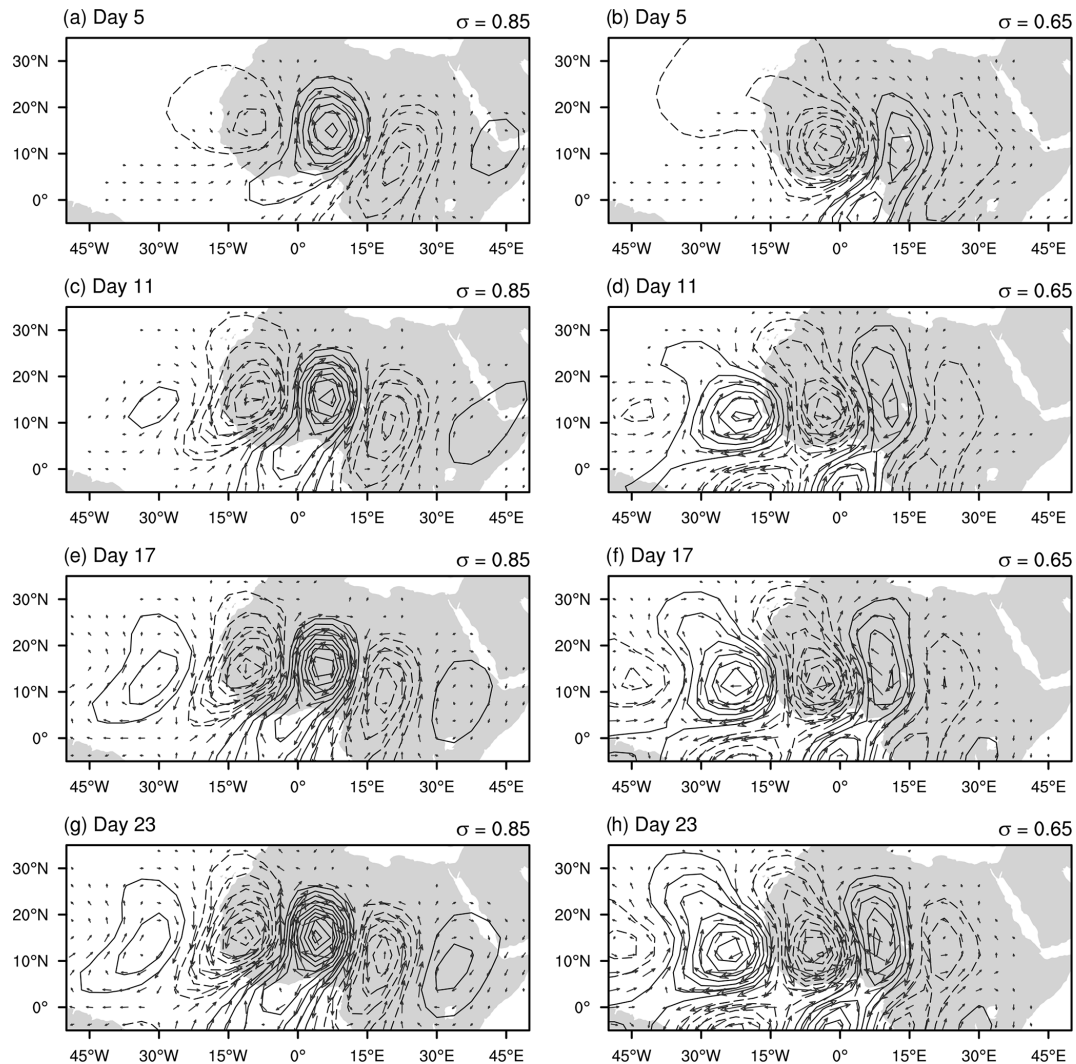 (a) Day 5 σ = 0.85 (b) Day 5 σ = 0.65
30°N 30°N
20°N 20°N
10°N 10°N
0° 0°
45°W 30°W 15°W 0° 15°E 30°E 45°E 45°W 30°W 15°W 0° 15°E 30°E 45°E
(c) Day 11 σ = 0.85 (d) Day 11 σ = 0.65
30°N 30°N
20°N 20°N
10°N 10°N
0° 0°
45°W 30°W 15°W 0° 15°E 30°E 45°E 45°W 30°W 15°W 0° 15°E 30°E 45°E
(e) Day 17 σ = 0.85 (f) Day 17 σ = 0.65
30°N 30°N
20°N 20°N
10°N 10°N
0° 0°
45°W 30°W 15°W 0° 15°E 30°E 45°E 45°W 30°W 15°W 0° 15°E 30°E 45°E
(g) Day 23 σ = 0.85 (h) Day 23 σ = 0.65
30°N 30°N
20°N 20°N
10°N 10°N
0° 0°
45°W 30°W 15°W 0° 15°E 30°E 45°E 45°W 30°W 15°W 0° 15°E 30°E 45°E